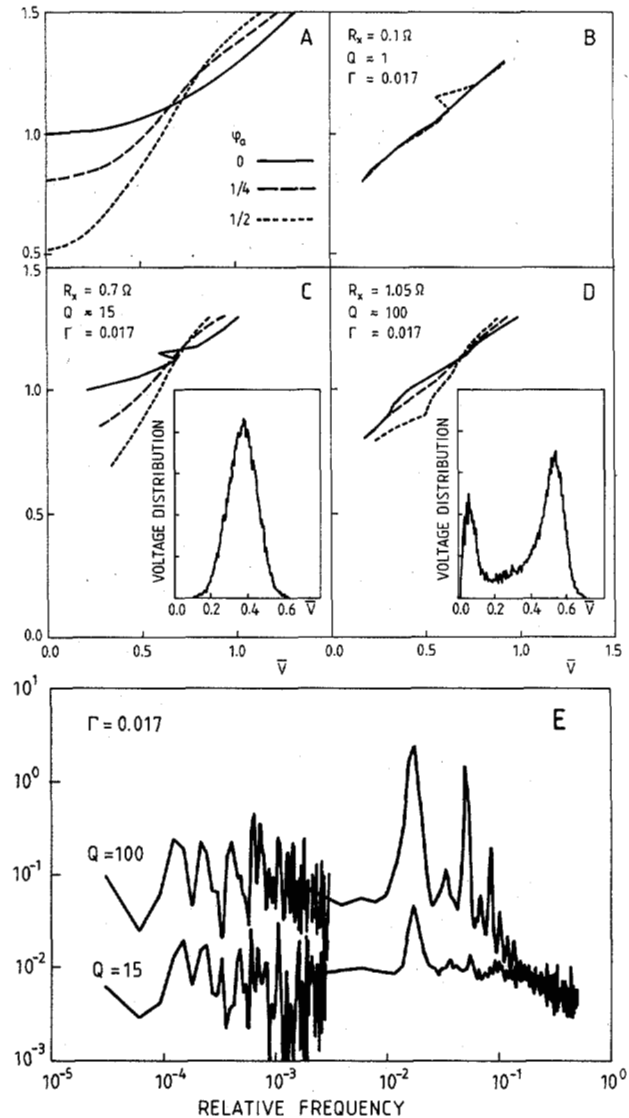 1.5
A
1.0
φa
0
1/4
1/2
0.5
Rx = 0.1 Ω
B
Q ≈ 1
Γ = 0.017
1.5
Rx = 0.7 Ω
C
Q ≈ 15
Γ = 0.017
1.0
0.5
0.0
VOLTAGE DISTRIBUTION
0.0 0.2 0.4 0.6 V̅
Rx = 1.05 Ω
D
Q ≈ 100
Γ = 0.017
VOLTAGE DISTRIBUTION
0.0 0.2 0.4 0.6 V̅
0.5 1.0 V̅
0.0 0.5 1.0 V̅ 1.5
10¹
Γ = 0.017
E
10⁰
Q = 100
10⁻¹
10⁻²
Q = 15
10⁻³
10⁻⁵ 10⁻⁴ 10⁻³ 10⁻² 10⁻¹ 10⁰
RELATIVE FREQUENCY